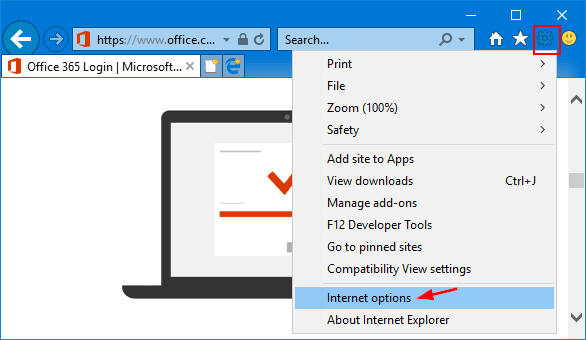 https://www.office.c...
Search...
Office 365 Login | Microsoft...
Print
File
Zoom (100%)
Safety
Add site to Apps
View downloads Ctrl+J
Manage add-ons
F12 Developer Tools
Go to pinned sites
Compatibility View settings
Internet options
About Internet Explorer